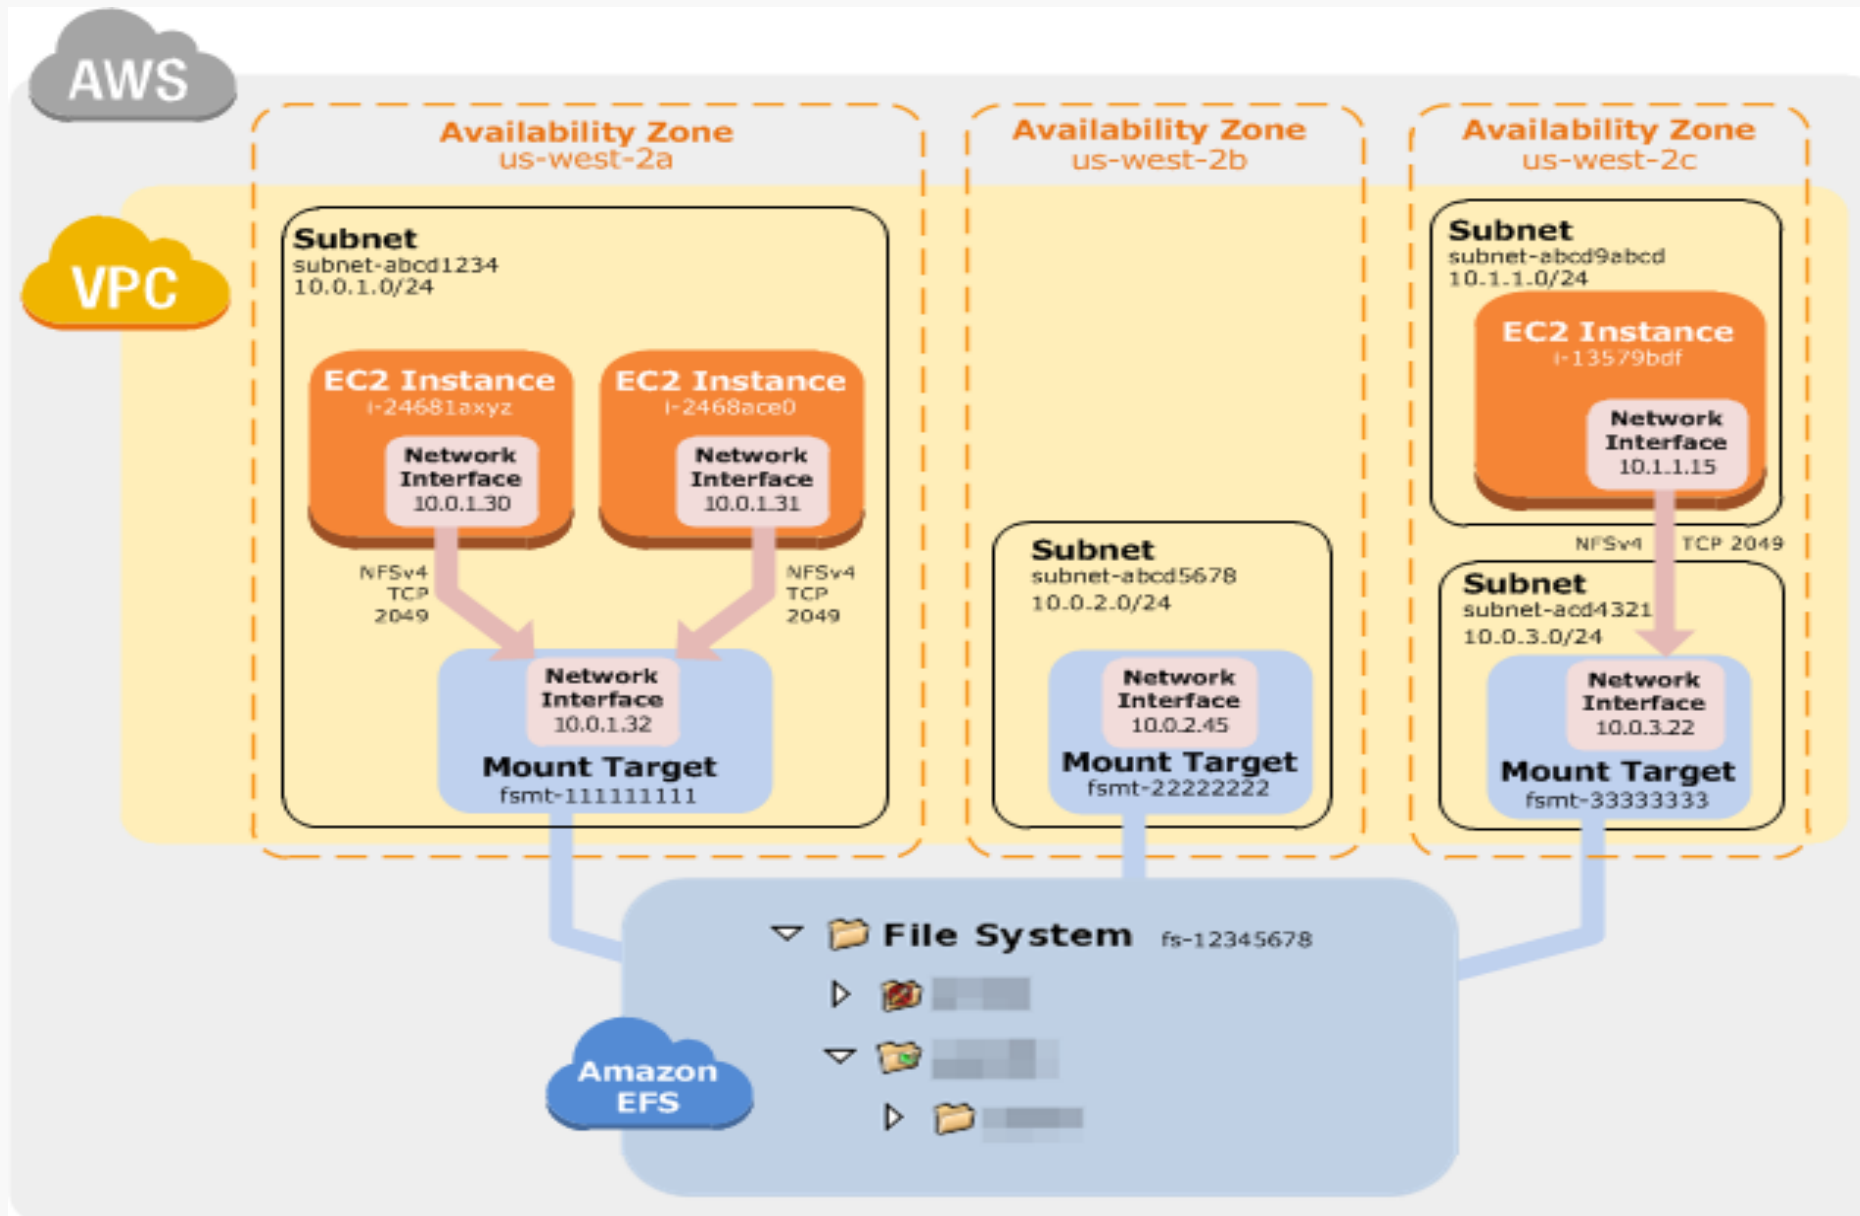 AWS
Availability Zone
us-west-2a
Availability Zone
us-west-2b
Availability Zone
us-west-2c
VPC
Subnet
subnet-abcd1234
10.0.1.0/24
EC2 Instance
i-24681axyz
Network
Interface
10.0.1.30
EC2 Instance
i-2468ace0
Network
Interface
10.0.1.31
NFSv4
TCP
2049
NFSv4
TCP
2049
Network
Interface
10.0.1.32
Mount Target
fsmt-111111111
Subnet
subnet-abcd5678
10.0.2.0/24
Network
Interface
10.0.2.45
Mount Target
fsmt-22222222
Subnet
subnet-abcd9abcd
10.1.1.0/24
EC2 Instance
i-13579bdf
Network
Interface
10.1.1.15
NFSv4 TCP 2049
Subnet
subnet-acd4321
10.0.3.0/24
Network
Interface
10.0.3.22
Mount Target
fsmt-33333333
File System fs-12345678
Amazon
EFS